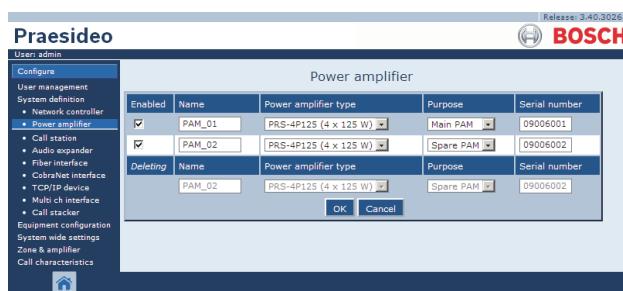 Release: 3.40.3026
Praesideo
BOSCH
User: admin
Configure
User management
System definition
• Network controller
• Power amplifier
• Call station
• Audio expander
• Fiber interface
• CobraNet interface
• TCP/IP device
• Multi ch interface
• Call stacker
Equipment configuration
System wide settings
Zone & amplifier
Call characteristics
Power amplifier
Enabled Name Power amplifier type Purpose Serial number
PAM_01 PRS-4P125 (4 x 125 W) Main PAM 09006001
PAM_02 PRS-4P125 (4 x 125 W) Spare PAM 09006002
Deleting Name Power amplifier type Purpose Serial number
PAM_02 PRS-4P125 (4 x 125 W) Spare PAM 09006002
OK Cancel